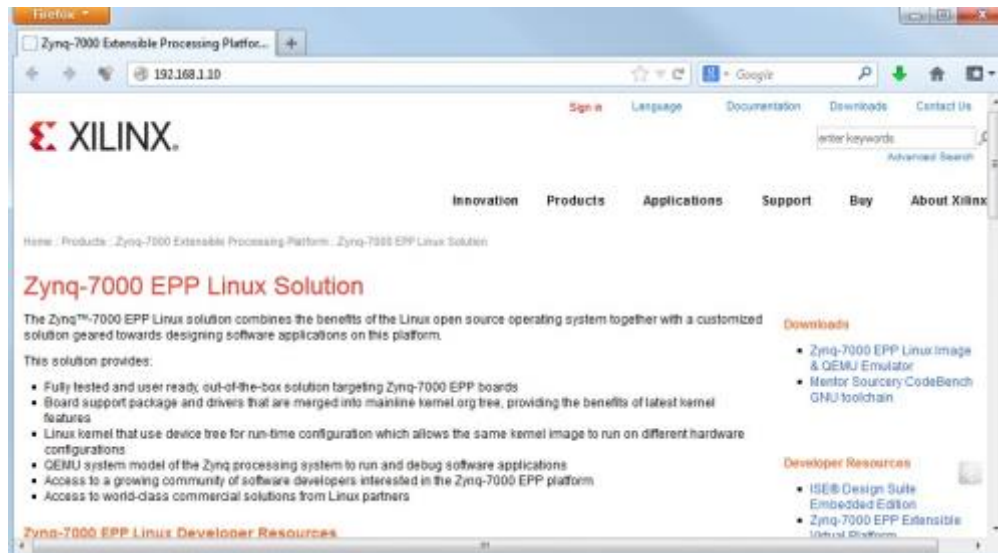 Firefox
Zynq-7000 Extensible Processing Platfor...
192.168.1.10
Google
Sign in Language Documentation Downloads Contact Us
XILINX.
enter keywords
Advanced Search
Innovation Products Applications Support Buy About Xilinx
Home : Products : Zynq-7000 Extensible Processing Platform : Zynq-7000 EPP Linux Solution
Zynq-7000 EPP Linux Solution
The Zynq™-7000 EPP Linux solution combines the benefits of the Linux open source operating system together with a customized
solution geared towards designing software applications on this platform.
This solution provides:
Fully tested and user ready, out-of-the-box solution targeting Zynq-7000 EPP boards
Board support package and drivers that are merged into mainline kernel.org tree, providing the benefits of latest kernel
features
Linux kernel that use device tree for run-time configuration which allows the same kernel image to run on different hardware
configurations
QEMU system model of the Zynq processing system to run and debug software applications
Access to a growing community of software developers interested in the Zynq-7000 EPP platform
Access to world-class commercial solutions from Linux partners
Zynq-7000 EPP Linux Developer Resources
Downloads
Zynq-7000 EPP Linux Image
& QEMU Emulator
Mentor Sourcery CodeBench
GNU toolchain
Developer Resources
ISE® Design Suite
Embedded Edition
Zynq-7000 EPP Extensible
Virtual Platform